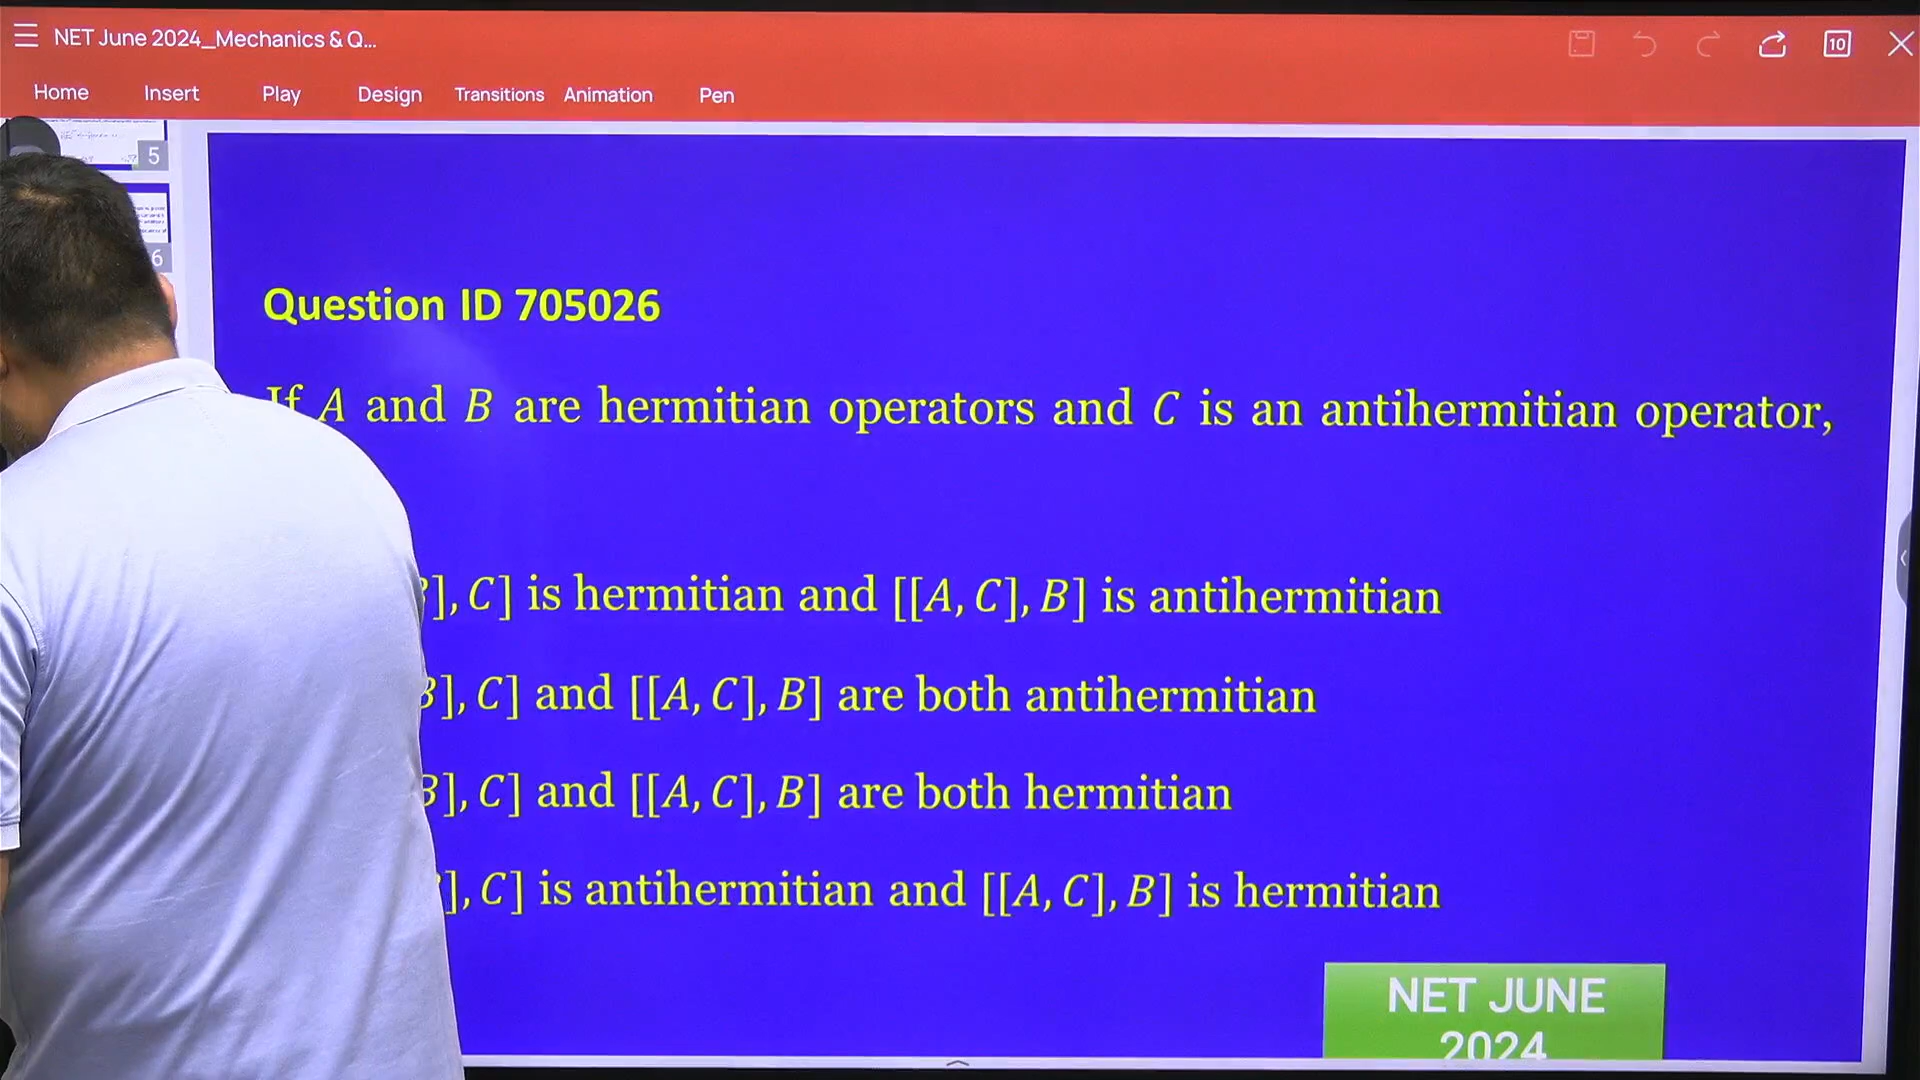 NET June 2024_Mechanics & Q...
10
Home Insert Play Design Transitions Animation Pen
5
6
Question ID 705026
If A and B are hermitian operators and C is an antihermitian operator,
], C] is hermitian and [[A, C], B] is antihermitian
B], C] and [[A, C], B] are both antihermitian
B], C] and [[A, C], B] are both hermitian
], C] is antihermitian and [[A, C], B] is hermitian
NET JUNE
2024